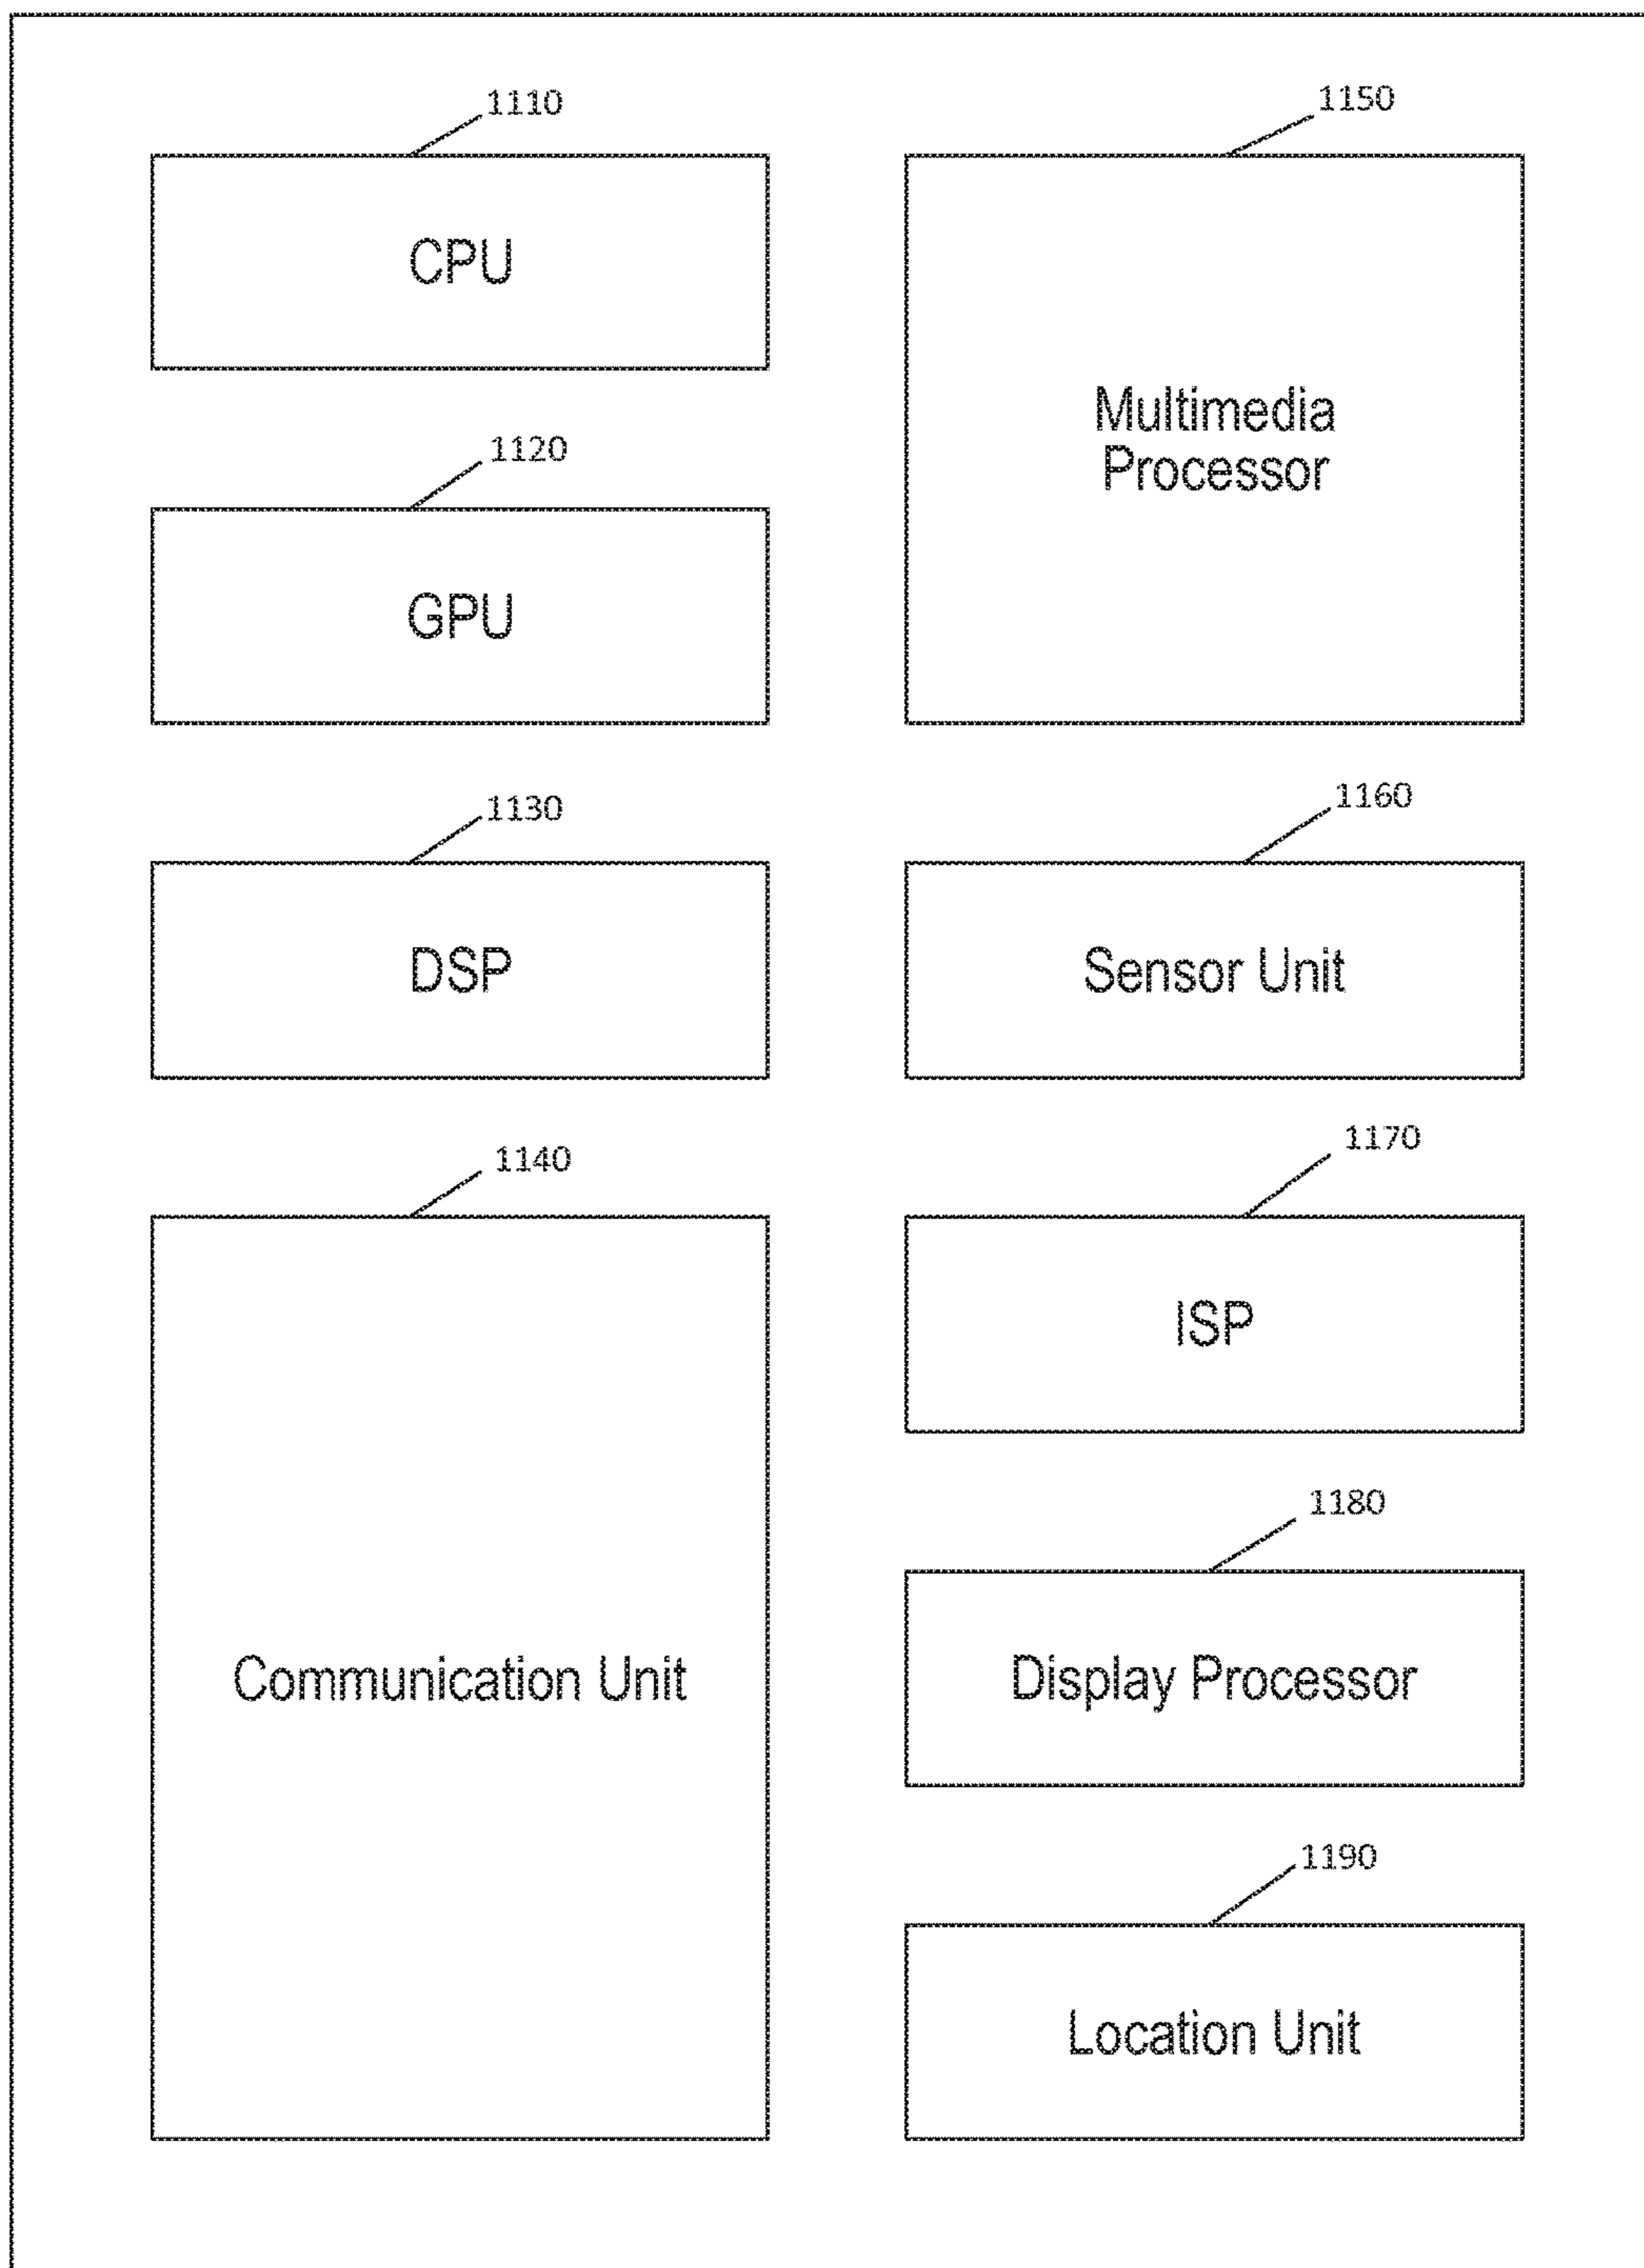 1110
CPU
1120
GPU
1130
DSP
1140
Communication Unit
1150
Multimedia
Processor
1160
Sensor Unit
1170
ISP
1180
Display Processor
1190
Location Unit